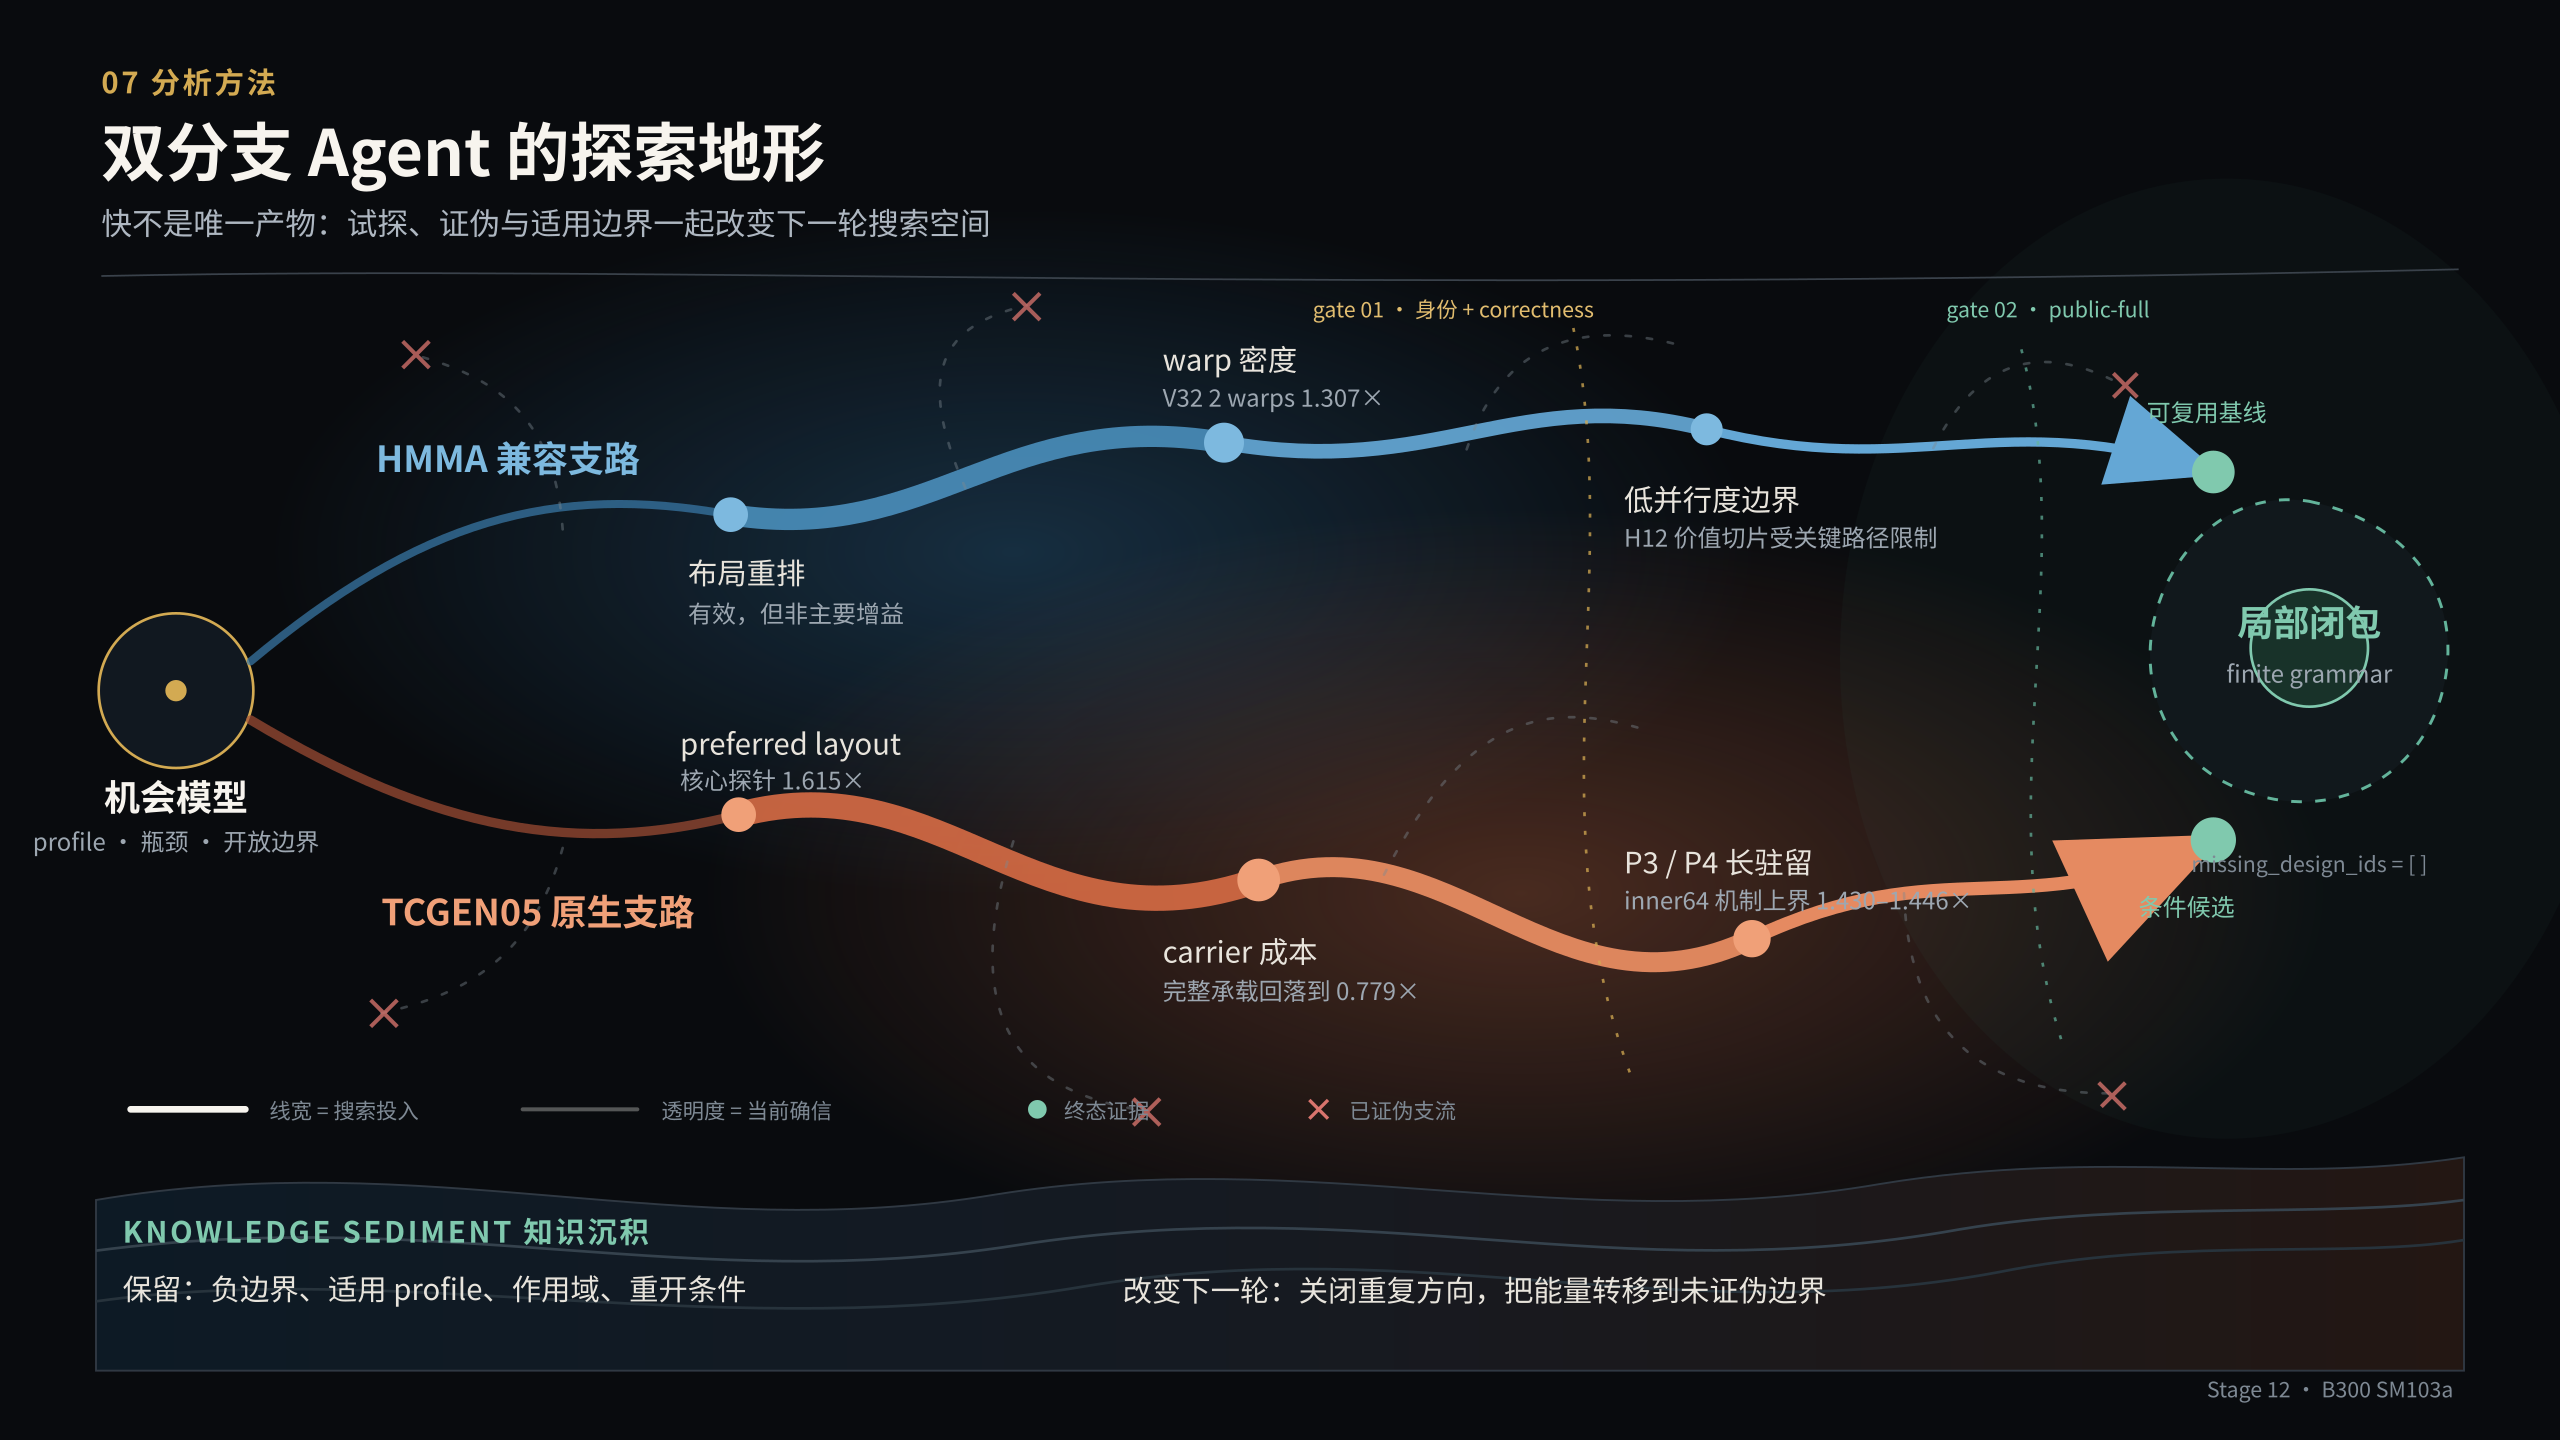 07 分析方法
双分支 Agent 的探索地形
快不是唯一产物：试探、证伪与适用边界一起改变下一轮搜索空间
gate 01 · 身份 + correctness
gate 02 · public-full
warp 密度
V32 2 warps 1.307×
可复用基线
HMMA 兼容支路
低并行度边界
H12 价值切片受关键路径限制
布局重排
有效，但非主要增益
局部闭包
finite grammar
preferred layout
核心探针 1.615×
机会模型
profile · 瓶颈 · 开放边界
P3 / P4 长驻留
inner64 机制上界 1.430–1.446×
missing_design_ids = [ ]
条件候选
TCGEN05 原生支路
carrier 成本
完整承载回落到 0.779×
线宽 = 搜索投入
透明度 = 当前确信
终态证据
已证伪支流
KNOWLEDGE SEDIMENT 知识沉积
保留：负边界、适用 profile、作用域、重开条件
改变下一轮：关闭重复方向，把能量转移到未证伪边界
Stage 12 · B300 SM103a